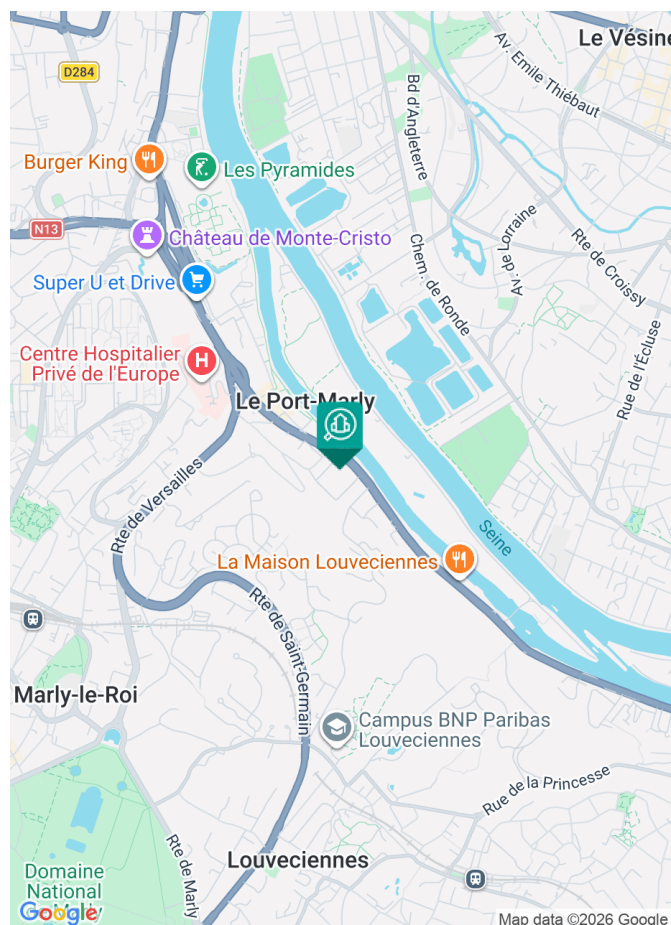 Le Vésine
D284
Av. Emile Thiébaut
Bd d'Angleterre
Burger King
Les Pyramides
N13
Château de Monte-Cristo
Av. de Lorraine
Rte de Croissy
Super U et Drive
Chem. de Ronde
Centre Hospitalier
Privé de l'Europe
H
Rue de l'Écluse
Le Port-Marly
Rte de Versailles
Seine
La Maison Louveciennes
Rte de Saint-Germain
Marly-le-Roi
Campus BNP Paribas
Louveciennes
Rue de la Princesse
Rte de Marly
Louveciennes
Domaine
National
Google
Map data ©2026 Google